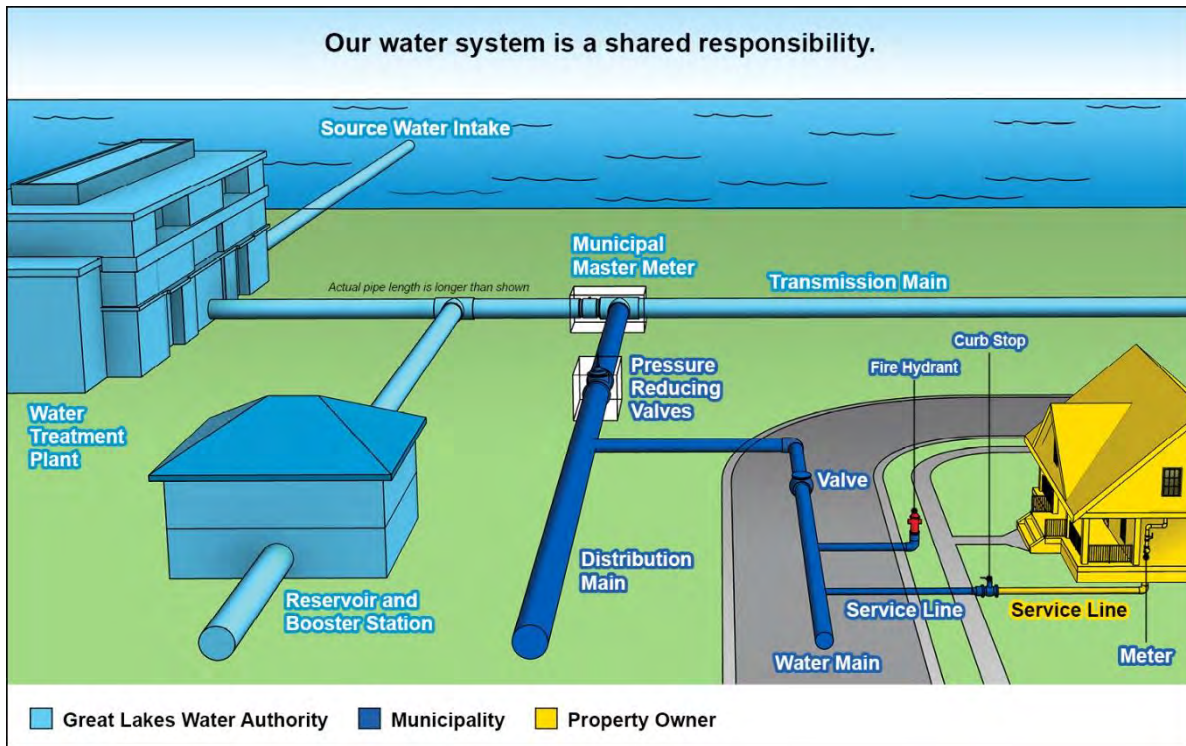 Our water system is a shared responsibility.
Source Water Intake
Municipal
Master Meter
Transmission Main
Actual pipe length is longer than shown
Curb Stop
Fire Hydrant
Pressure
Reducing
Valves
Water
Treatment
Plant
Valve
Distribution
Main
Reservoir and
Booster Station
Service Line
Service Line
Water Main
Meter
Great Lakes Water Authority
Municipality
Property Owner